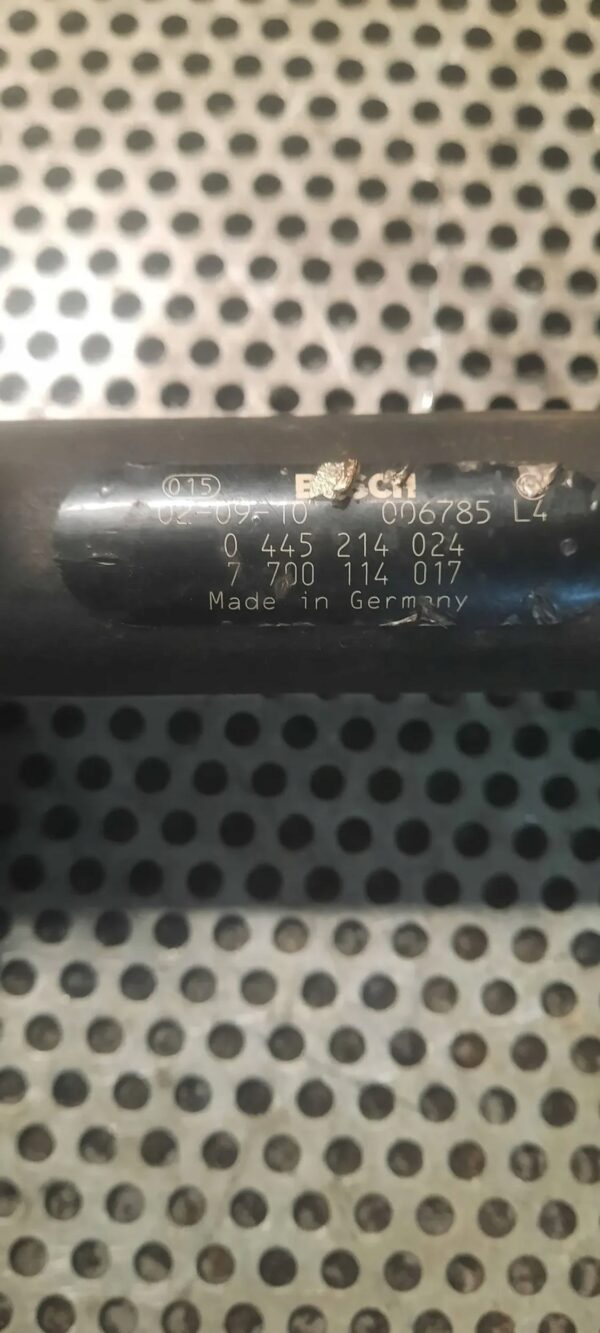 015 BOSCH
02-09-10 006785 L4
0 445 214 024
7 700 114 017
Made in Germany